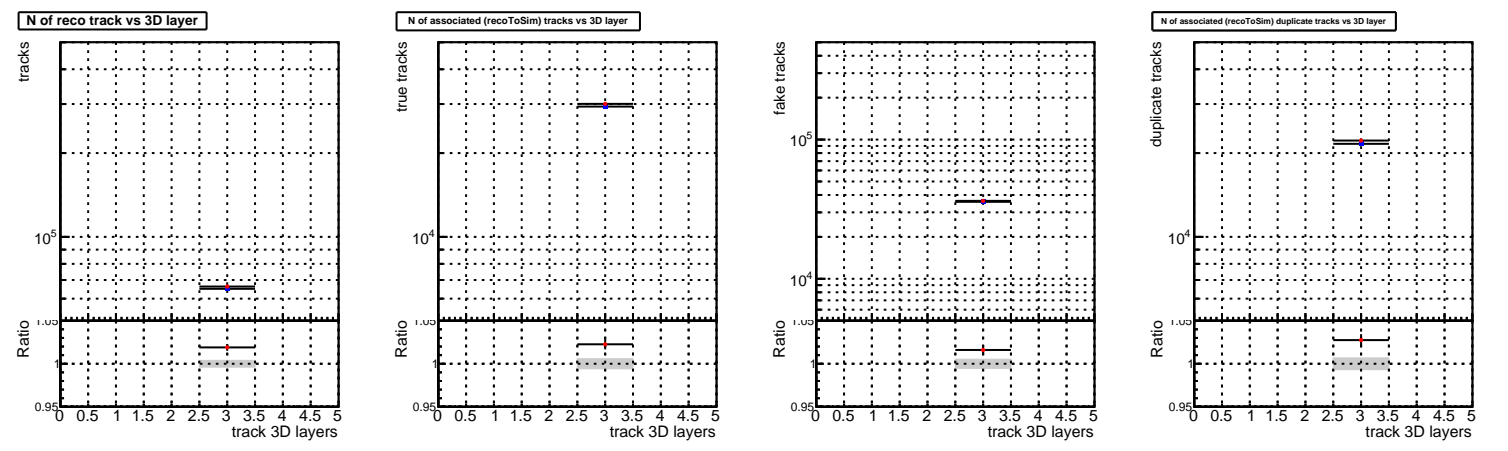 N of reco track vs 3D layer
tracks
10^5
Ratio
1.05
1
0.95
0 0.5 1 1.5 2 2.5 3 3.5 4 4.5 5
track 3D layers
N of associated (recoToSim) tracks vs 3D layer
true tracks
10^4
Ratio
1.05
1
0.95
0 0.5 1 1.5 2 2.5 3 3.5 4 4.5 5
track 3D layers
fake tracks
10^5
10^4
Ratio
1.05
1
0.95
0 0.5 1 1.5 2 2.5 3 3.5 4 4.5 5
track 3D layers
N of associated (recoToSim) duplicate tracks vs 3D layer
duplicate tracks
10^4
Ratio
1.05
1
0.95
0 0.5 1 1.5 2 2.5 3 3.5 4 4.5 5
track 3D layers